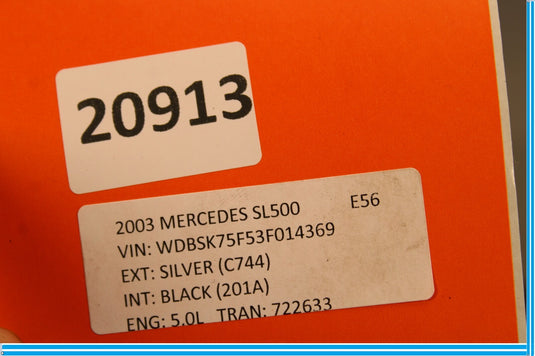 20913
2003 MERCEDES SL500 E56
VIN: WDBSK75F53F014369
EXT: SILVER (C744)
INT: BLACK (201A)
ENG: 5.0L TRAN: 722633